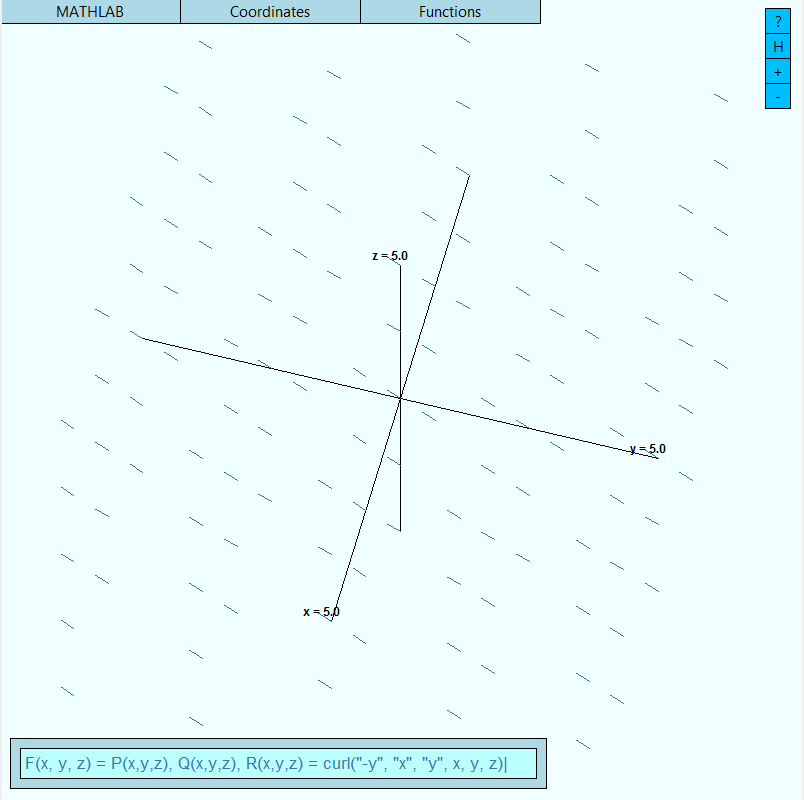 MATHLAB Coordinates Functions
?
H
+
-
z = 5.0
y = 5.0
x = 5.0
F(x, y, z) = P(x,y,z), Q(x,y,z), R(x,y,z) = curl("-y", "x", "y", x, y, z)|